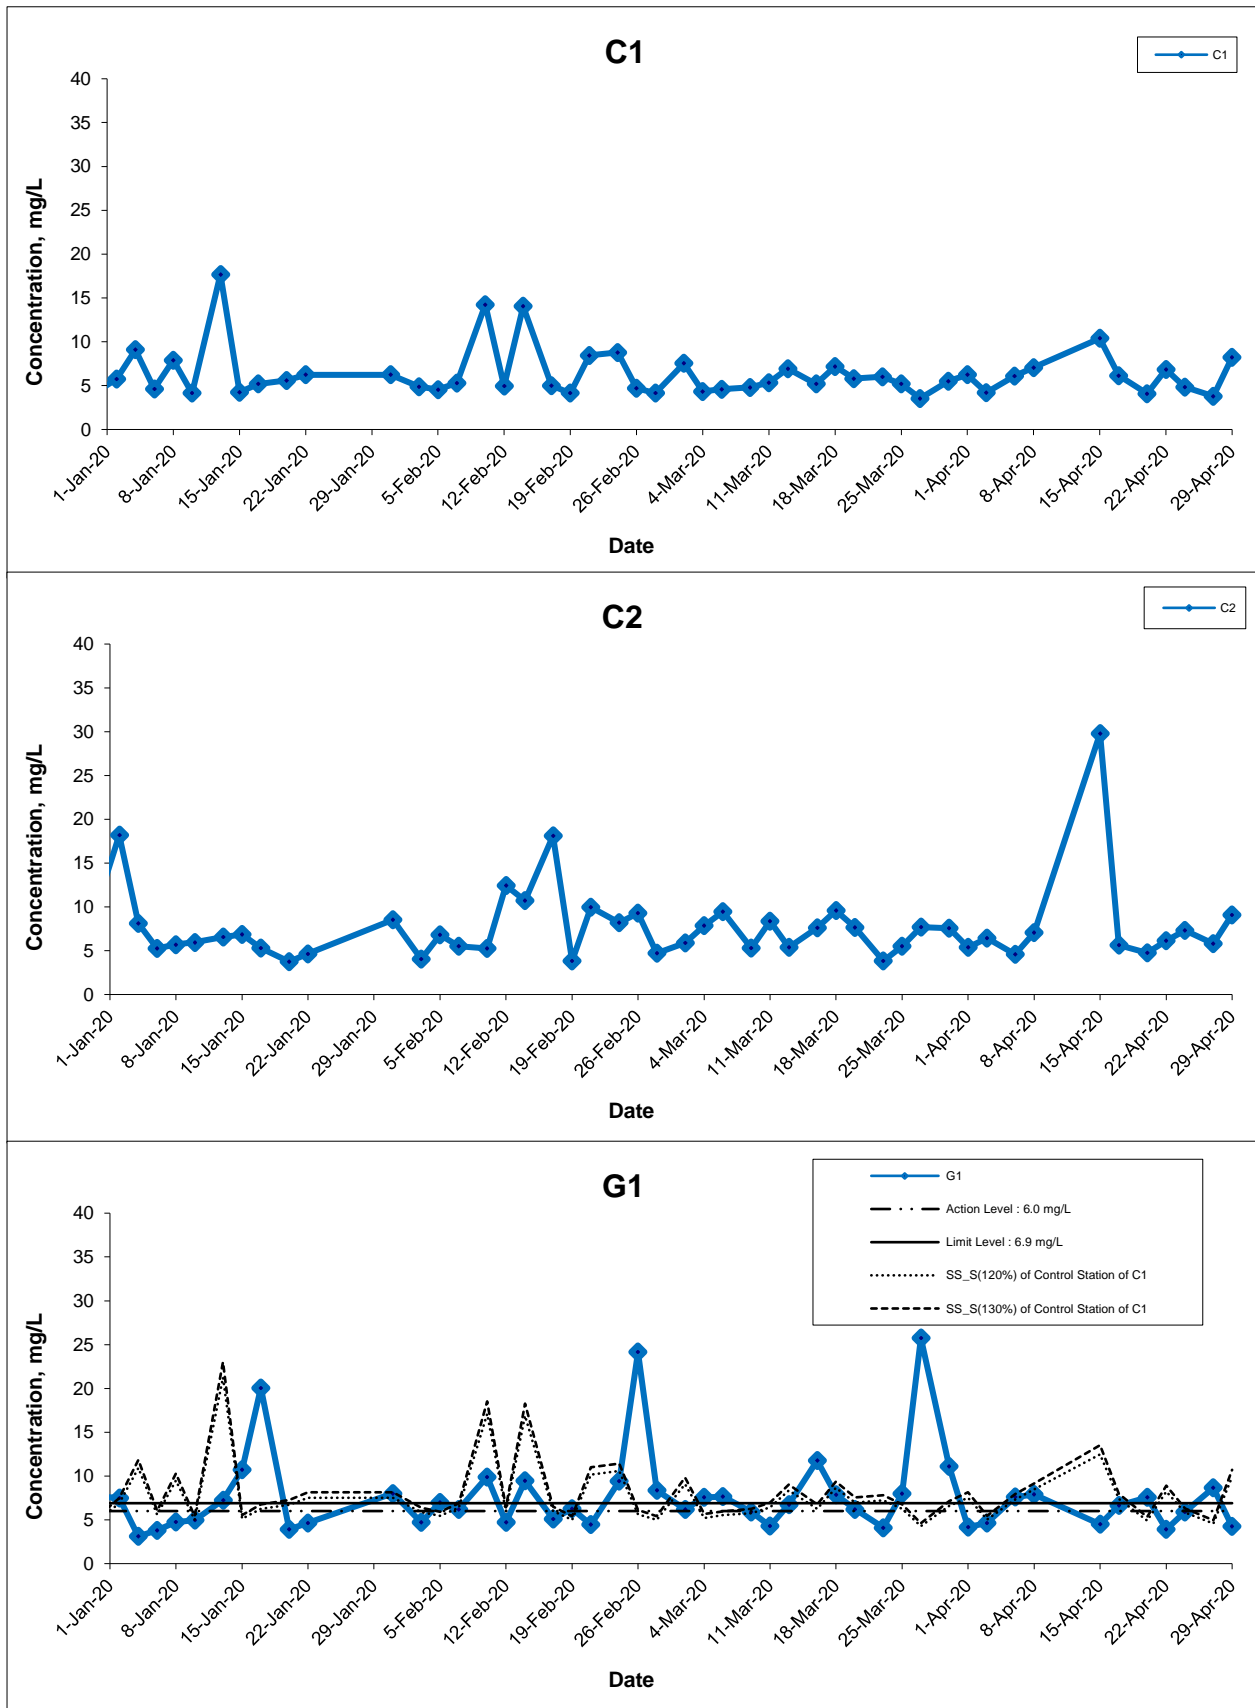 C1
C1
40
35
30
25
20
15
10
5
0
Concentration, mg/L
1-Jan-20
8-Jan-20
15-Jan-20
22-Jan-20
29-Jan-20
5-Feb-20
12-Feb-20
19-Feb-20
26-Feb-20
4-Mar-20
11-Mar-20
18-Mar-20
25-Mar-20
1-Apr-20
8-Apr-20
15-Apr-20
22-Apr-20
29-Apr-20
Date
C2
C2
40
35
30
25
20
15
10
5
0
Concentration, mg/L
1-Jan-20
8-Jan-20
15-Jan-20
22-Jan-20
29-Jan-20
5-Feb-20
12-Feb-20
19-Feb-20
26-Feb-20
4-Mar-20
11-Mar-20
18-Mar-20
25-Mar-20
1-Apr-20
8-Apr-20
15-Apr-20
22-Apr-20
29-Apr-20
Date
G1
G1
Action Level : 6.0 mg/L
Limit Level : 6.9 mg/L
SS_S(120%) of Control Station of C1
SS_S(130%) of Control Station of C1
40
35
30
25
20
15
10
5
0
Concentration, mg/L
1-Jan-20
8-Jan-20
15-Jan-20
22-Jan-20
29-Jan-20
5-Feb-20
12-Feb-20
19-Feb-20
26-Feb-20
4-Mar-20
11-Mar-20
18-Mar-20
25-Mar-20
1-Apr-20
8-Apr-20
15-Apr-20
22-Apr-20
29-Apr-20
Date